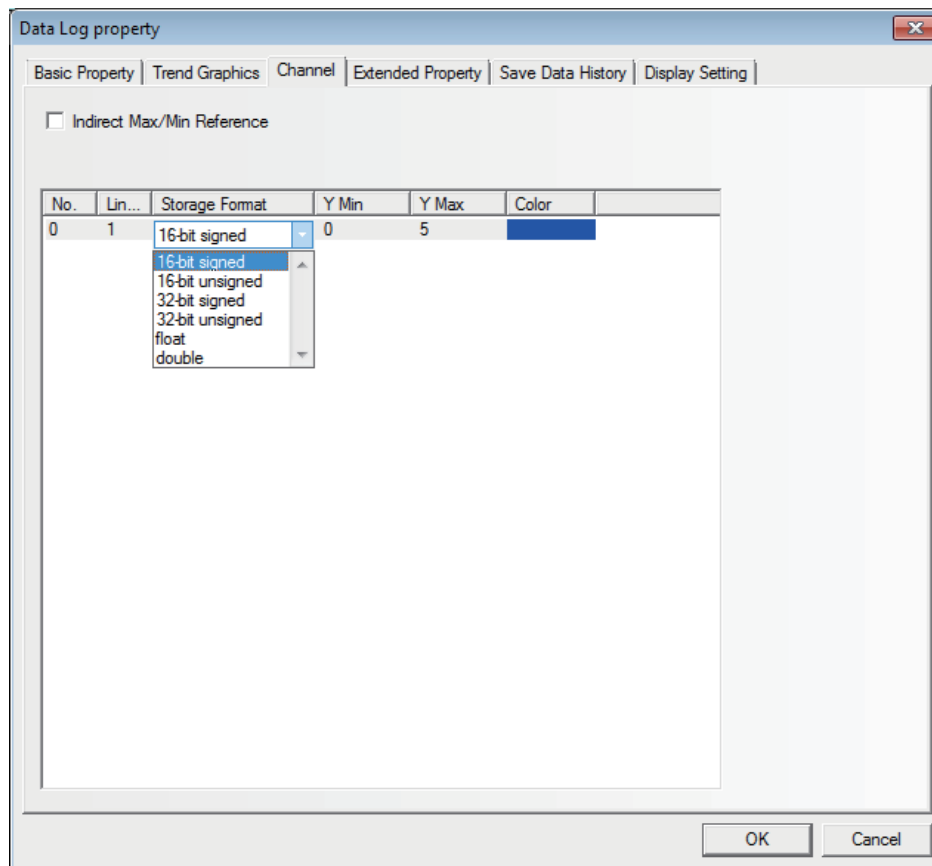 Data Log property
Basic Property Trend Graphics Channel Extended Property Save Data History Display Setting
Indirect Max/Min Reference
No. Lin... Storage Format Y Min Y Max Color
0 1 16-bit signed 0 5
16-bit signed
16-bit unsigned
32-bit signed
32-bit unsigned
float
double
OK Cancel